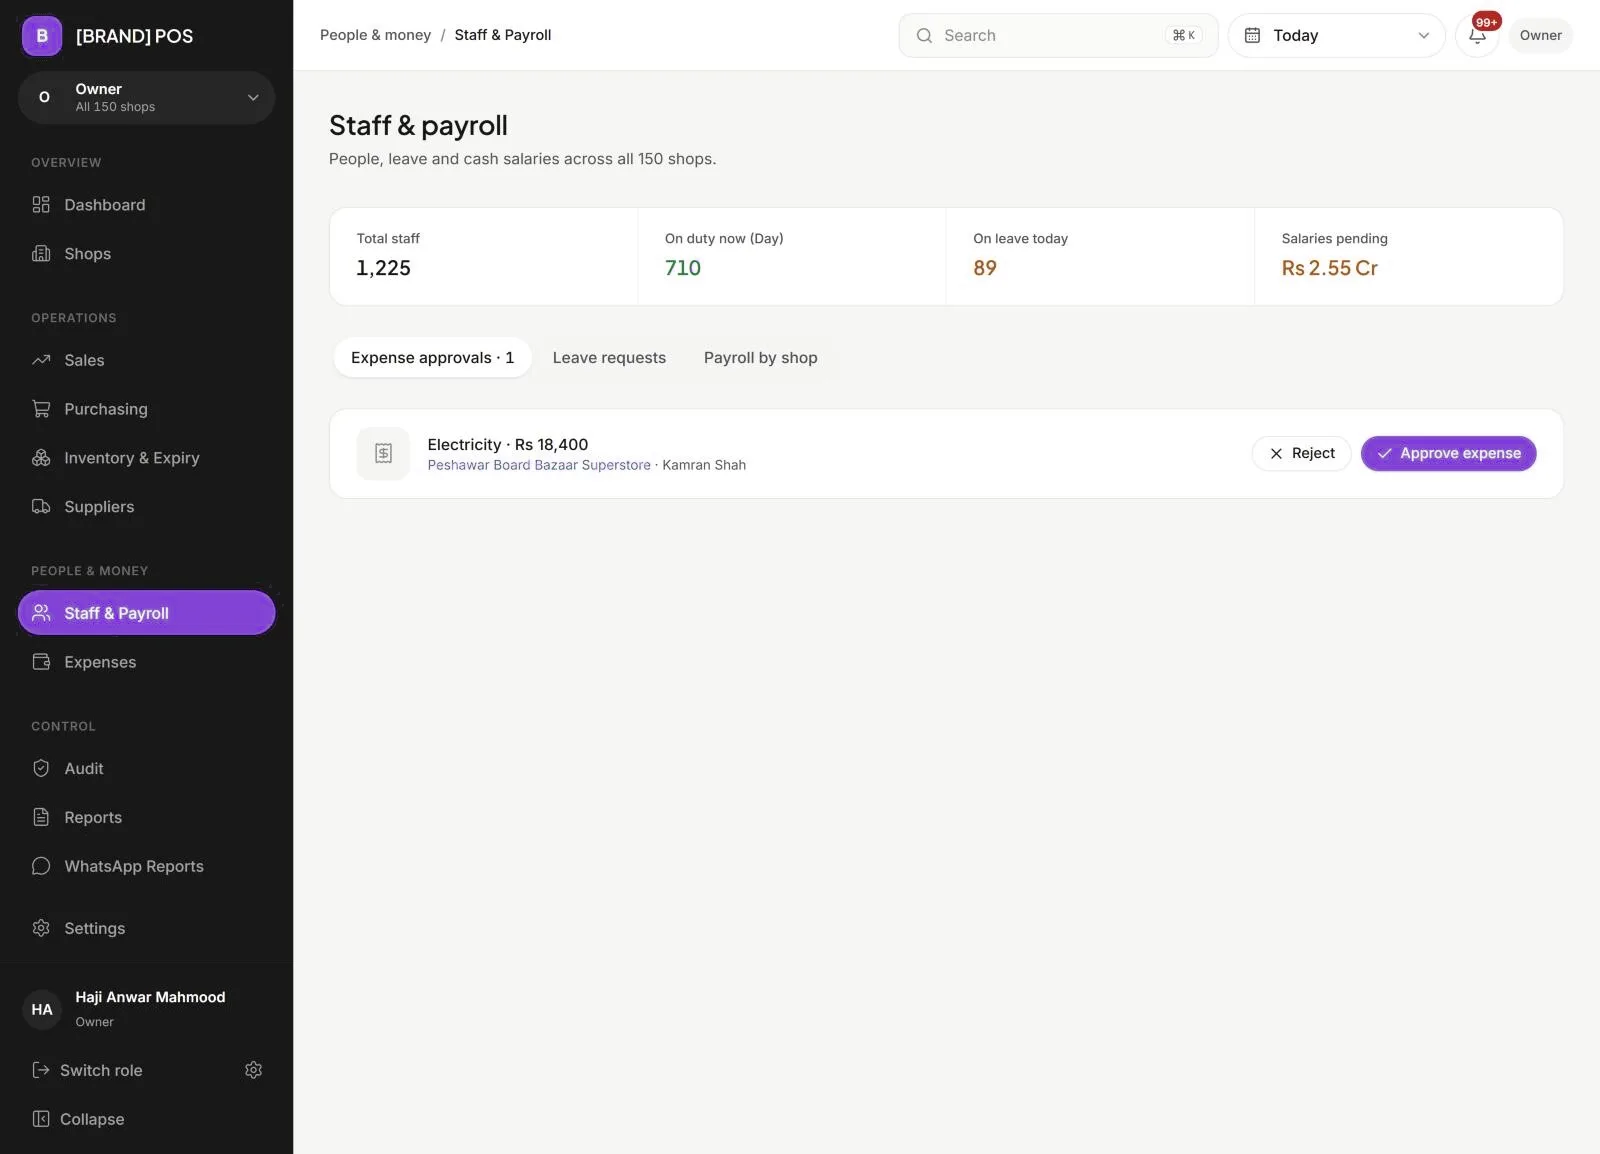 B [BRAND] POS
O Owner
All 150 shops
OVERVIEW
Dashboard
Shops
OPERATIONS
Sales
Purchasing
Inventory & Expiry
Suppliers
PEOPLE & MONEY
Staff & Payroll
Expenses
CONTROL
Audit
Reports
WhatsApp Reports
Settings
HA Haji Anwar Mahmood
Owner
Switch role
Collapse
People & money / Staff & Payroll
Search ⌘ K
Today
99+
Owner
Staff & payroll
People, leave and cash salaries across all 150 shops.
Total staff
1,225
On duty now (Day)
710
On leave today
89
Salaries pending
Rs 2.55 Cr
Expense approvals · 1
Leave requests
Payroll by shop
Electricity · Rs 18,400
Peshawar Board Bazaar Superstore · Kamran Shah
Reject
Approve expense